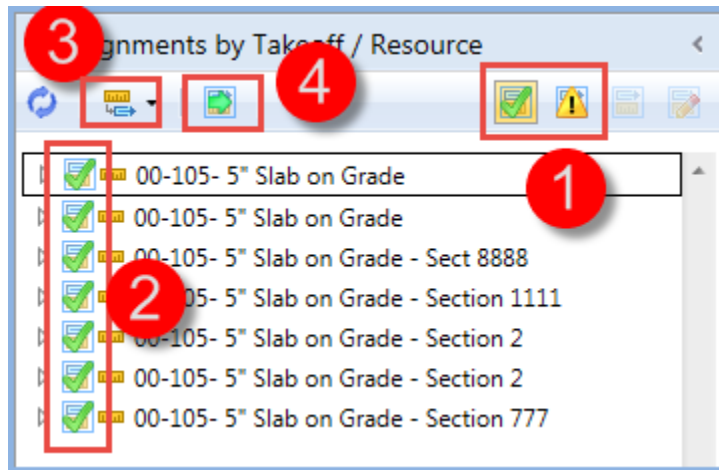 3
gnments by Takeoff / Resource
4
1
00-105- 5" Slab on Grade
00-105- 5" Slab on Grade
00-105- 5" Slab on Grade - Sect 8888
2
05- 5" Slab on Grade - Section 1111
00-105- 5" Slab on Grade - Section 2
00-105- 5" Slab on Grade - Section 2
00-105- 5" Slab on Grade - Section 777